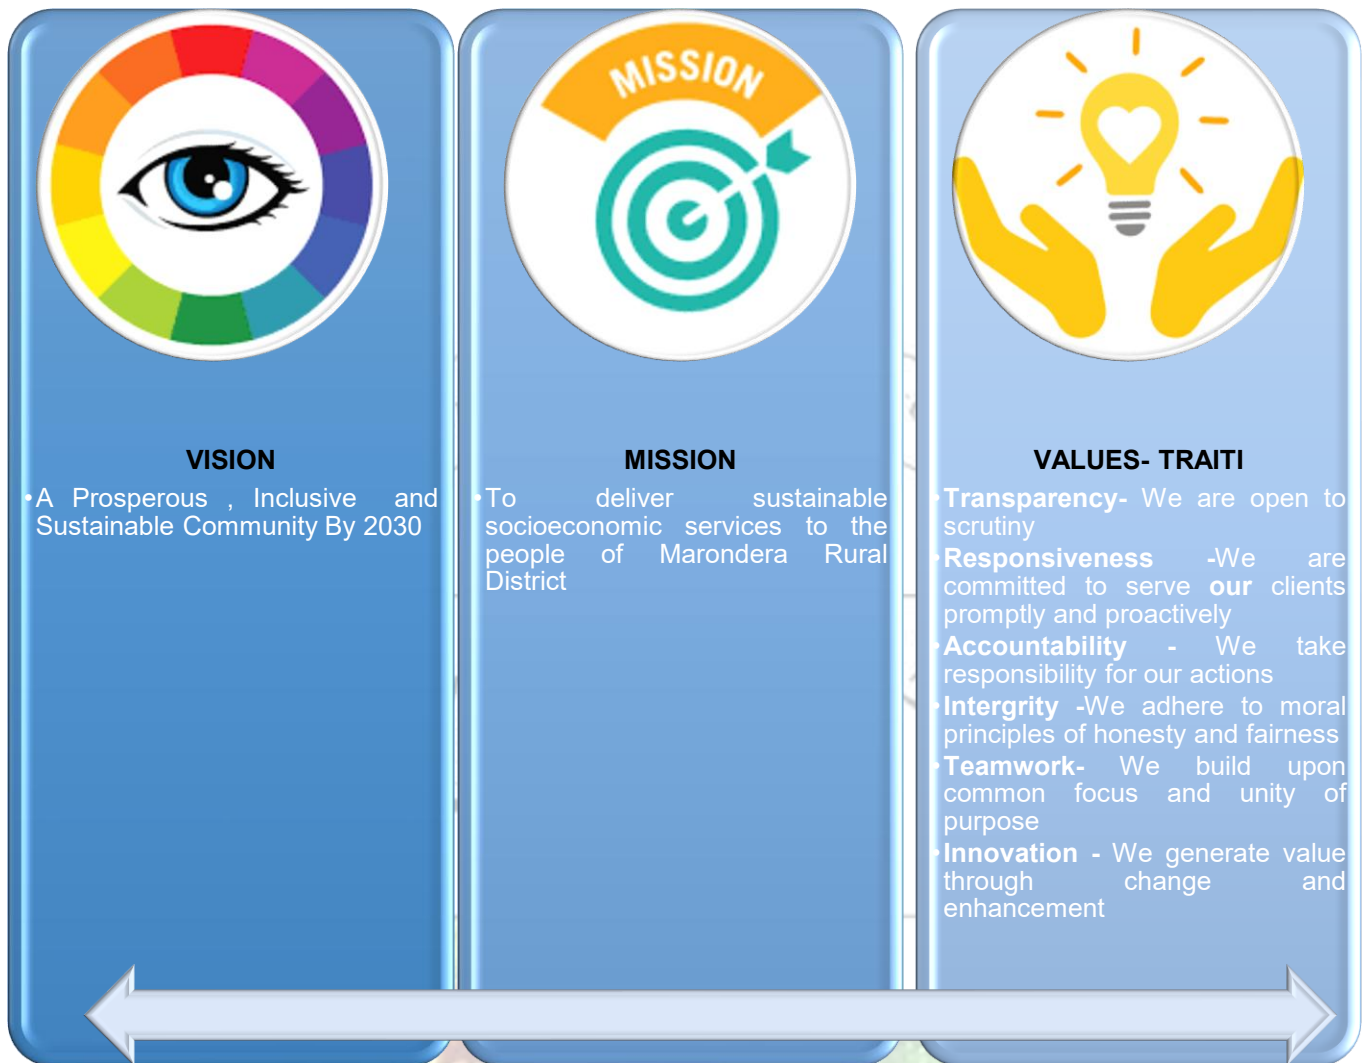 VISION
•A Prosperous , Inclusive and
Sustainable Community By 2030
MISSION
MISSION
•To deliver sustainable
socioeconomic services to the
people of Marondera Rural
District
VALUES- TRAITI
•Transparency- We are open to
scrutiny
•Responsiveness -We are
committed to serve our clients
promptly and proactively
•Accountability - We take
responsibility for our actions
•Intergrity -We adhere to moral
principles of honesty and fairness
•Teamwork- We build upon
common focus and unity of
purpose
•Innovation - We generate value
through change and
enhancement